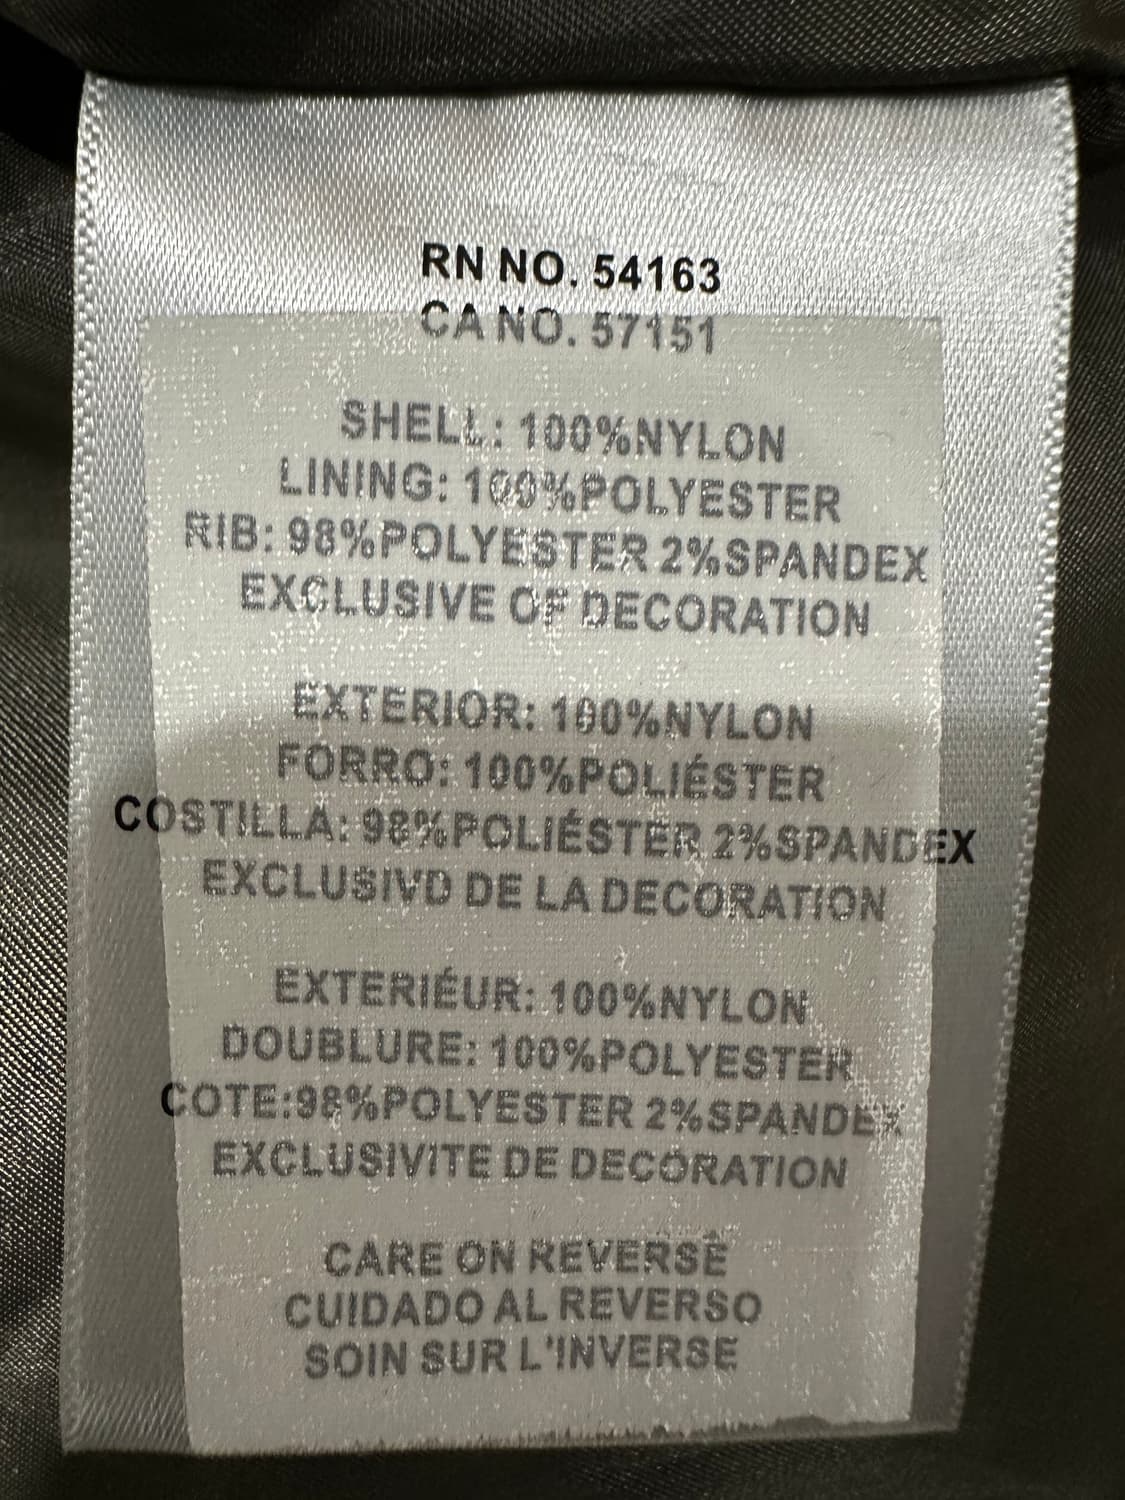 RN NO. 54163
CA NO. 57151
SHELL: 100%NYLON
LINING: 100%POLYESTER
RIB: 98%POLYESTER 2%SPANDEX
EXCLUSIVE OF DECORATION
EXTERIOR: 100%NYLON
FORRO: 100%POLIÉSTER
COSTILLA: 98%POLIÉSTER 2%SPANDEX
EXCLUSIVD DE LA DECORATION
EXTERIÉUR: 100%NYLON
DOUBLURE: 100%POLYESTER
COTE:98%POLYESTER 2%SPANDEX
EXCLUSIVITE DE DECORATION
CARE ON REVERSE
CUIDADO AL REVERSO
SOIN SUR L'INVERSE